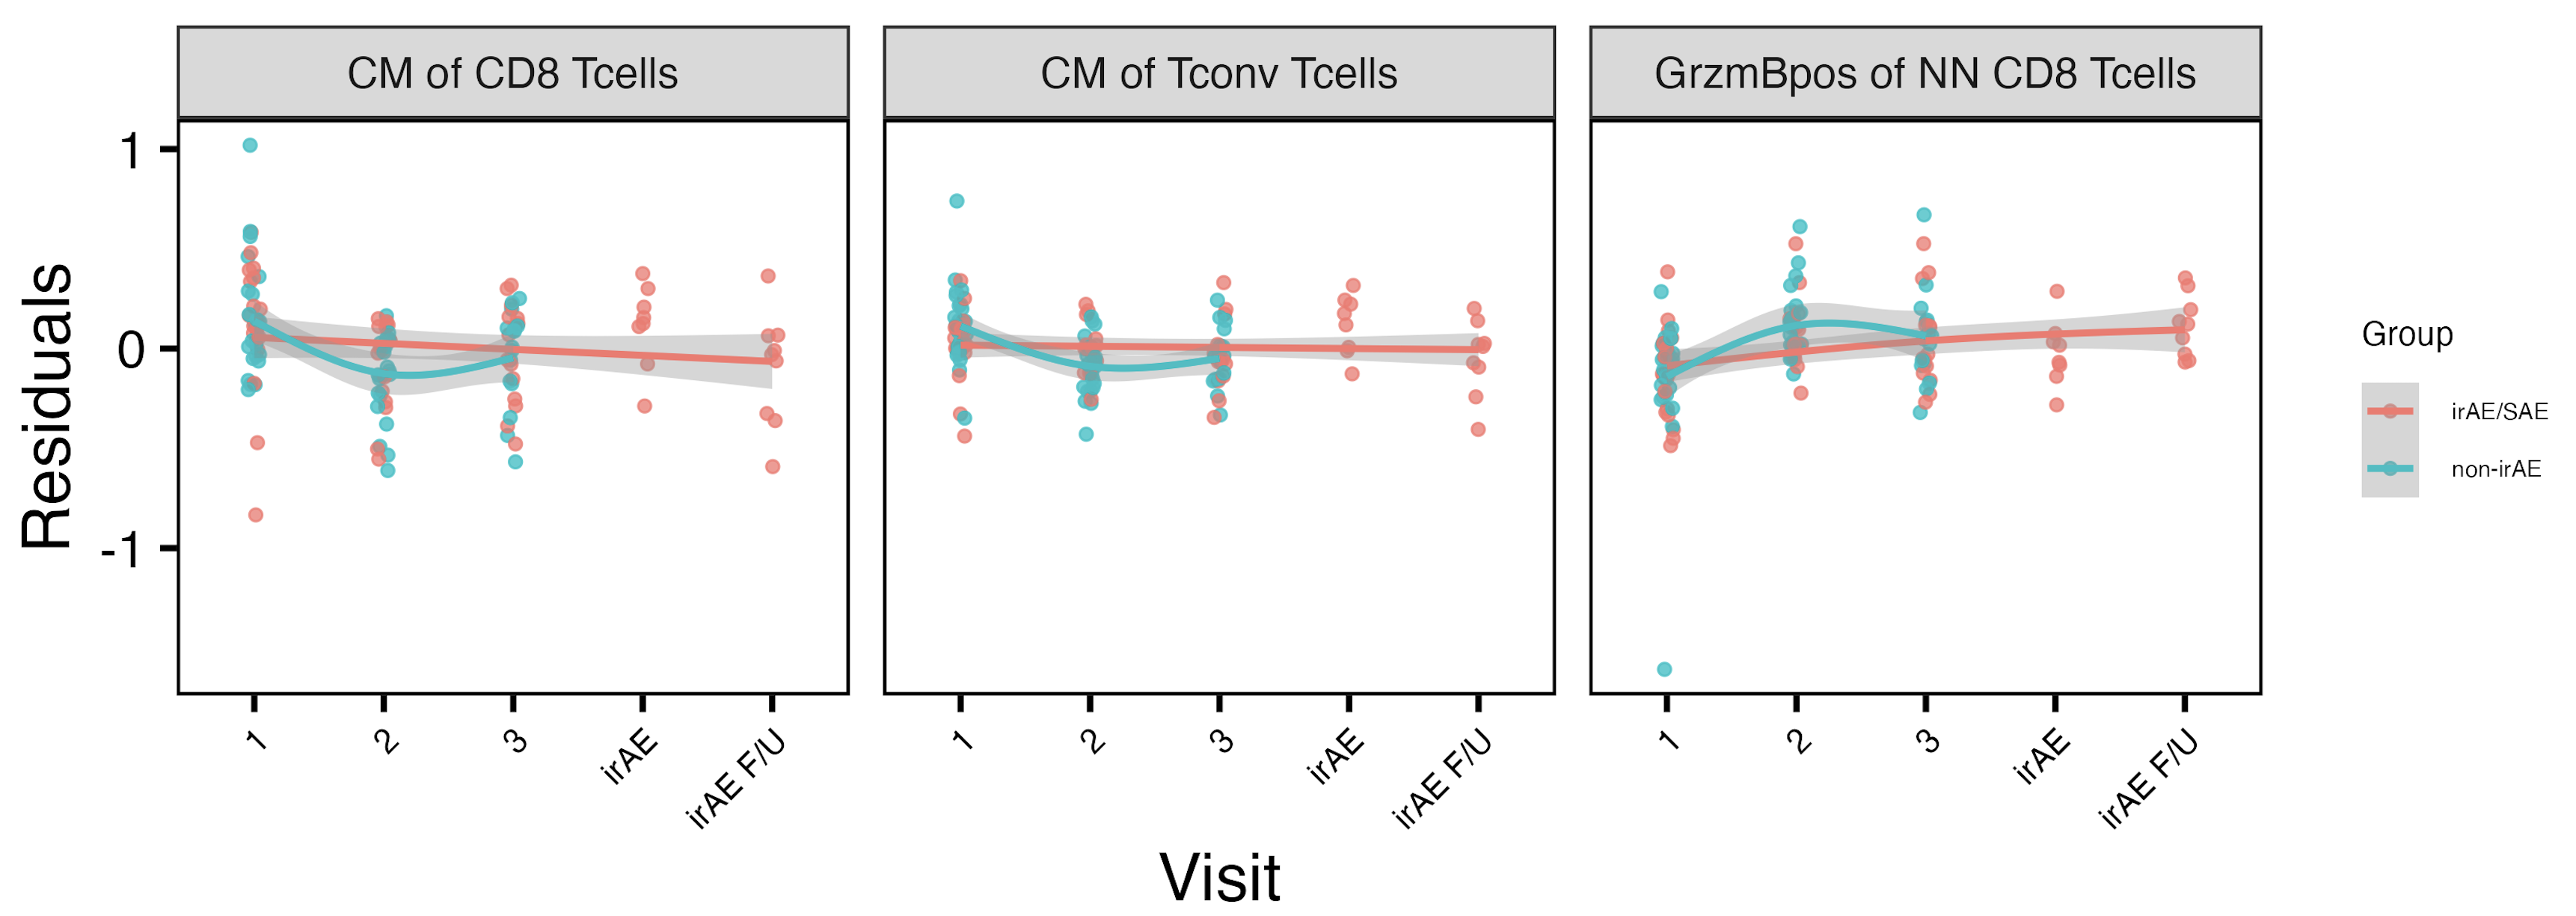 CM of CD8 Tcells
CM of Tconv Tcells
GrzmBpos of NN CD8 Tcells
Residuals
1
0
-1
1
2
3
irAE
irAE F/U
1
2
3
irAE
irAE F/U
1
2
3
irAE
irAE F/U
Visit
Group
irAE/SAE
non-irAE